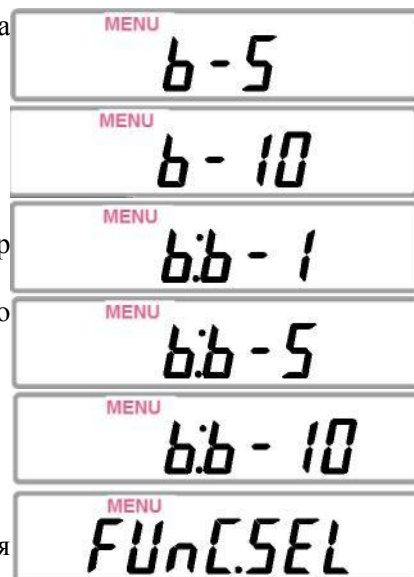 а
MENU
b-5
MENU
b-10
MENU
р
b:b-1
о
MENU
b:b-5
MENU
b:b-10
MENU
я
FUnC.SEL